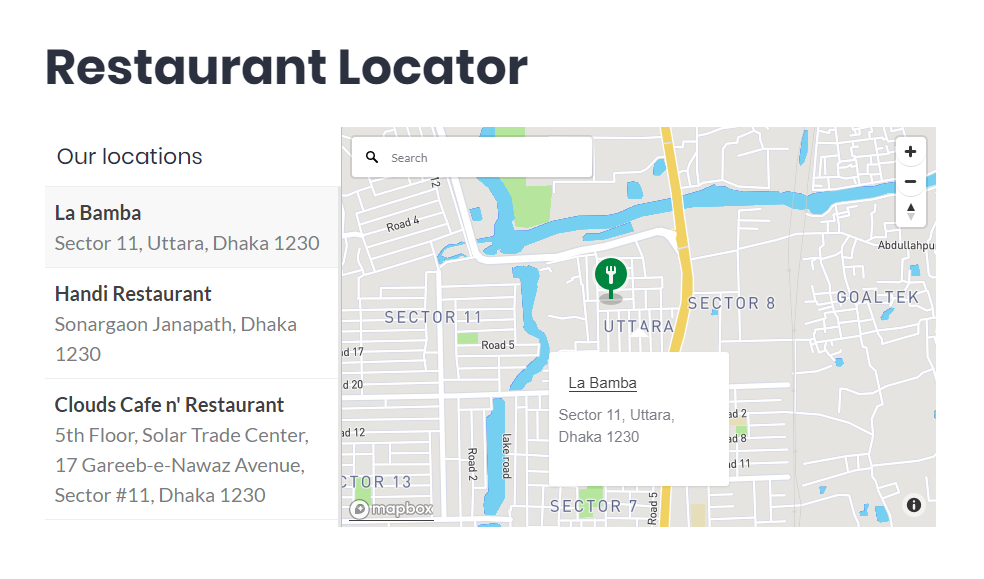 Restaurant Locator
Our locations
La Bamba
Sector 11, Uttara, Dhaka 1230
Handi Restaurant
Sonargaon Janapath, Dhaka
1230
Clouds Cafe n' Restaurant
5th Floor, Solar Trade Center,
17 Gareeb-e-Nawaz Avenue,
Sector #11, Dhaka 1230
Search
12
Road 4
Abdullahpu
SECTOR 11
SECTOR 8
GOALTEK
UTTARA
Road 5
d 17
d 20
La Bamba
Sector 11, Uttara,
Dhaka 1230
ad 2
ad 8
ad 11
ad 12
Road 2
lake road
CTOR 13
SECTOR 7
Road 5
mapbox